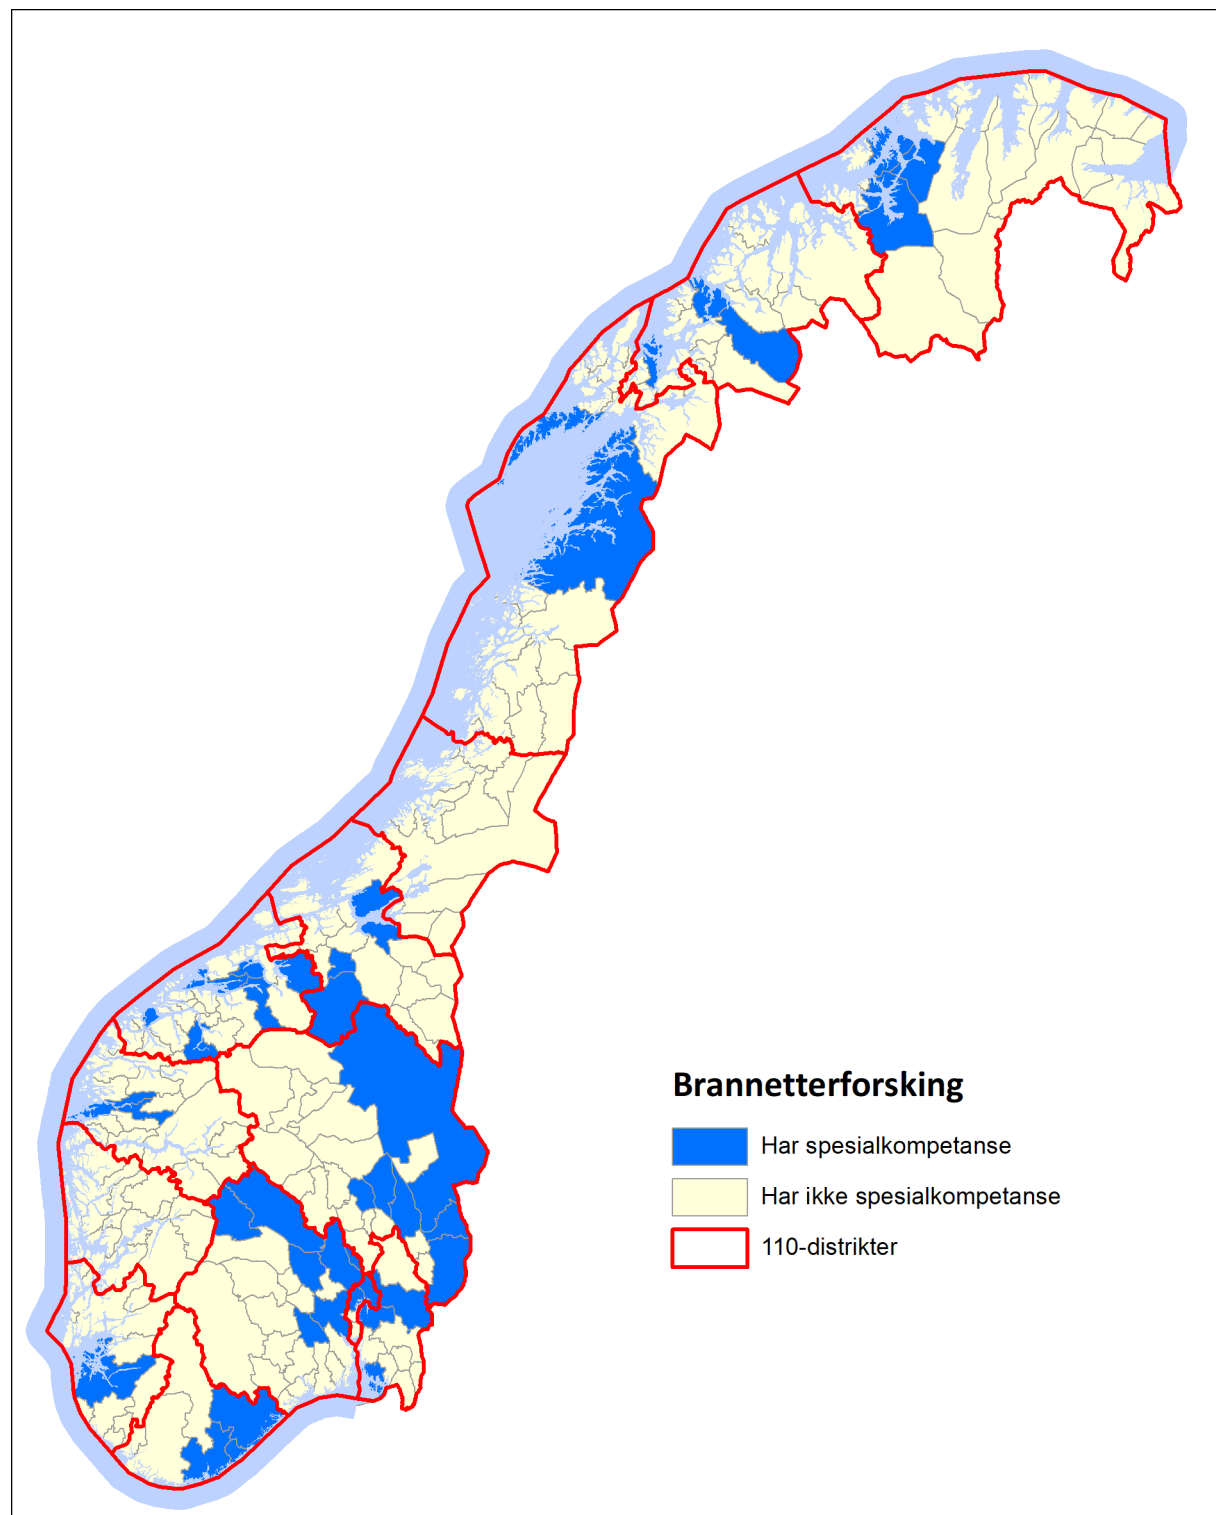 Brannetterforsking
Har spesialkompetanse
Har ikke spesialkompetanse
110-distrikter